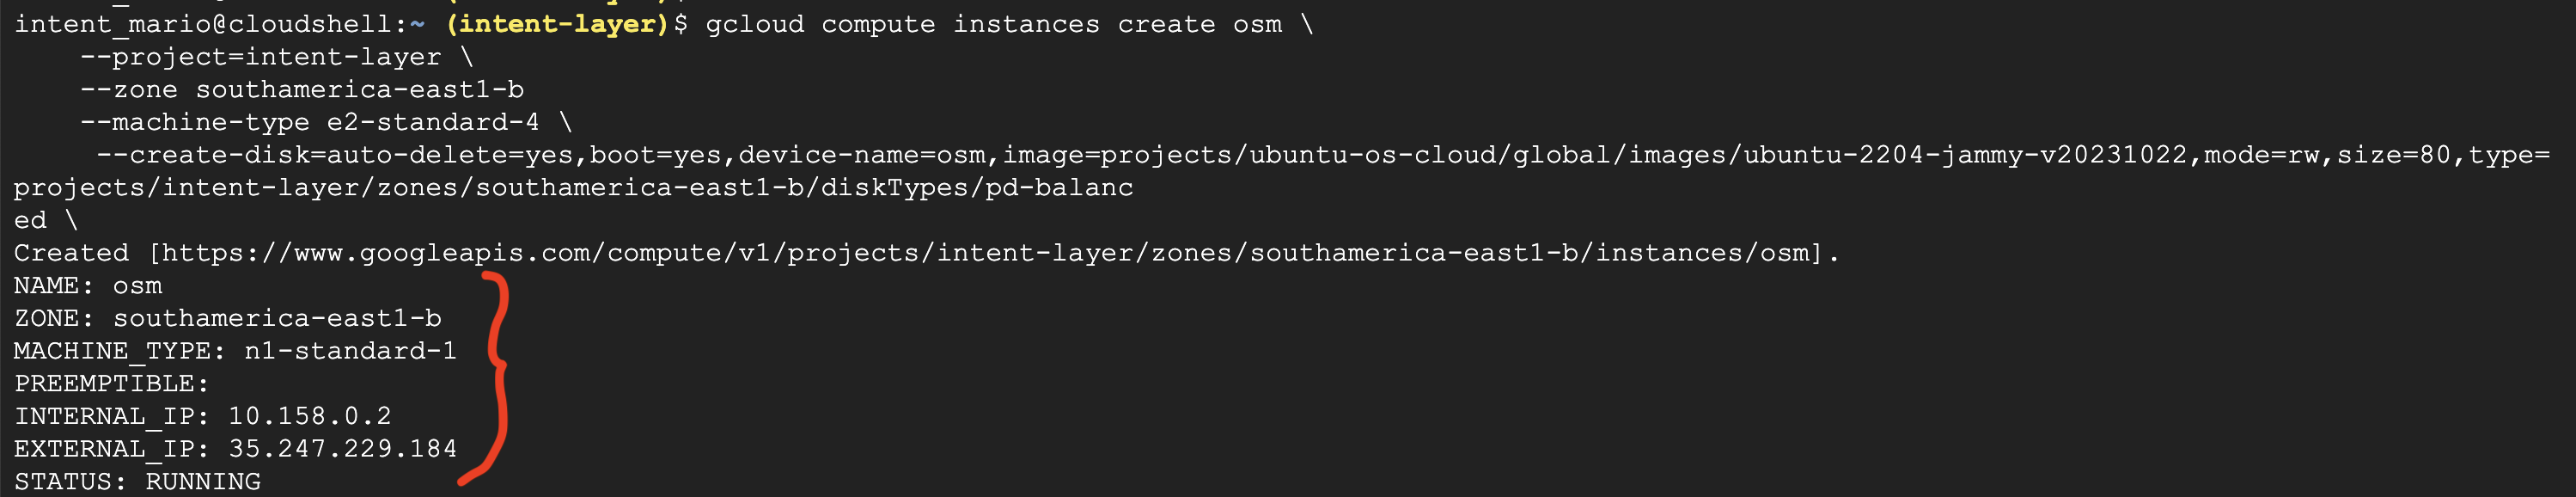 intent_mario@cloudshell:~ (intent-layer)$ gcloud compute instances create osm \
    --project=intent-layer \
    --zone southamerica-east1-b
    --machine-type e2-standard-4 \
     --create-disk=auto-delete=yes,boot=yes,device-name=osm,image=projects/ubuntu-os-cloud/global/images/ubuntu-2204-jammy-v20231022,mode=rw,size=80,type=
projects/intent-layer/zones/southamerica-east1-b/diskTypes/pd-balanc
ed \
Created [https://www.googleapis.com/compute/v1/projects/intent-layer/zones/southamerica-east1-b/instances/osm].
NAME: osm
ZONE: southamerica-east1-b
MACHINE_TYPE: n1-standard-1
PREEMPTIBLE:
INTERNAL_IP: 10.158.0.2
EXTERNAL_IP: 35.247.229.184
STATUS: RUNNING